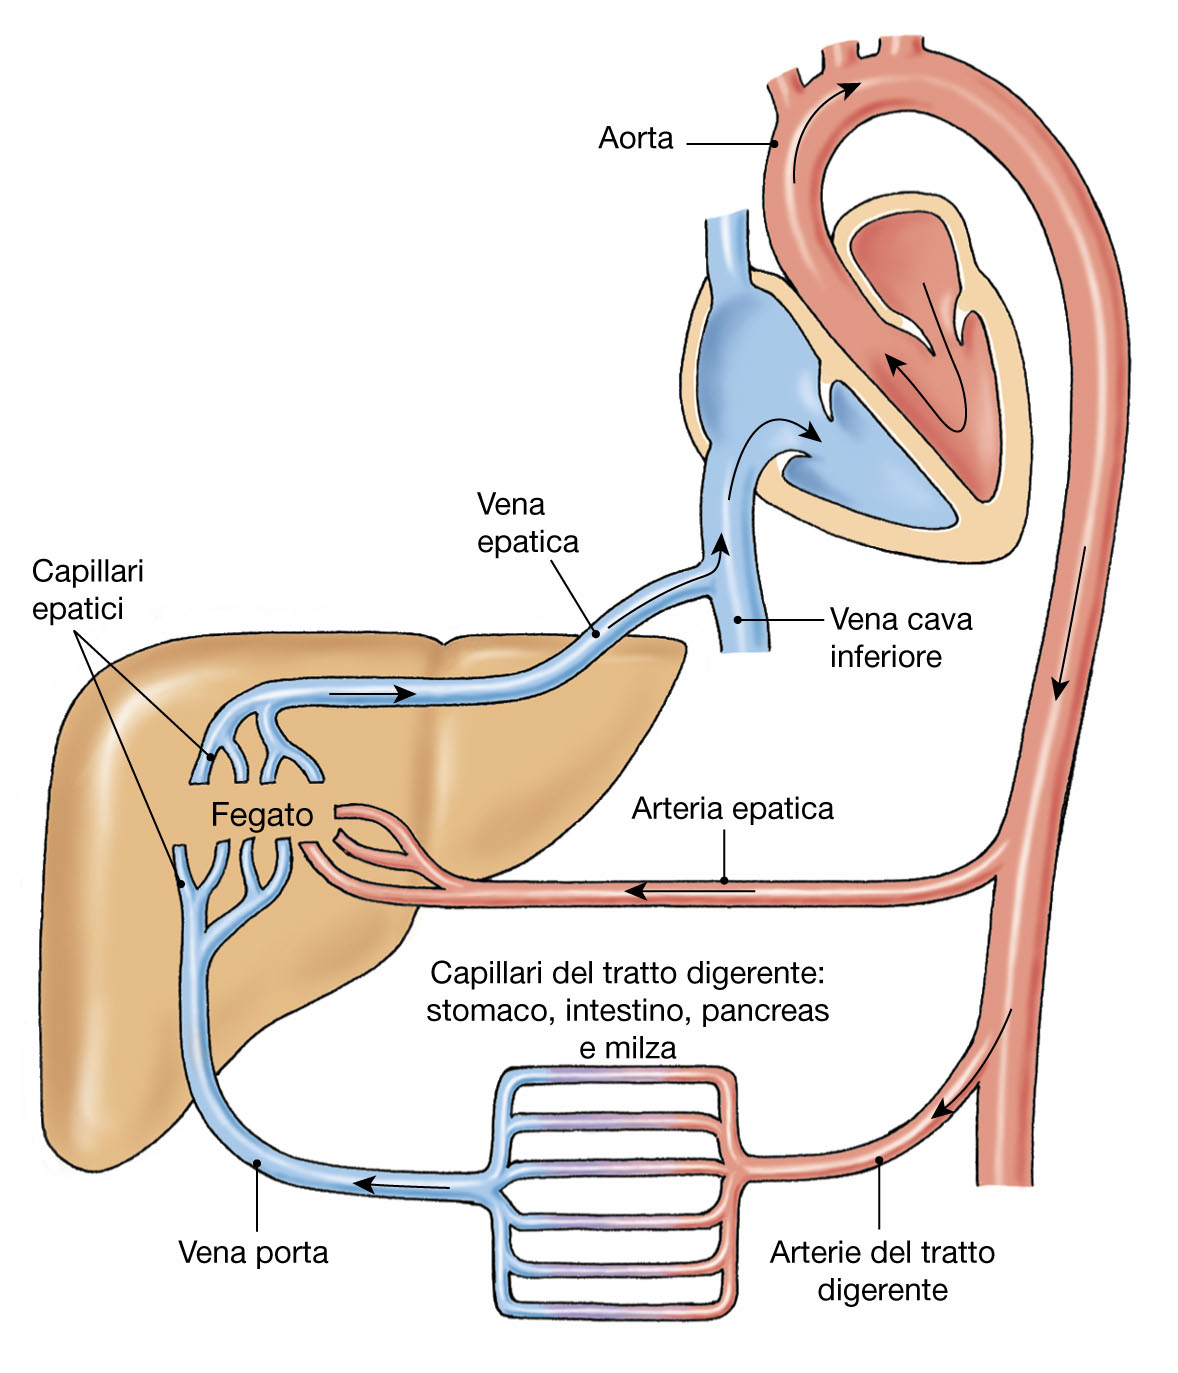 Aorta
Vena
epatica
Capillari
epatici
Vena cava
inferiore
Fegato
Arteria epatica
Capillari del tratto digerente:
stomaco, intestino, pancreas
e milza
Vena porta
Arterie del tratto
digerente